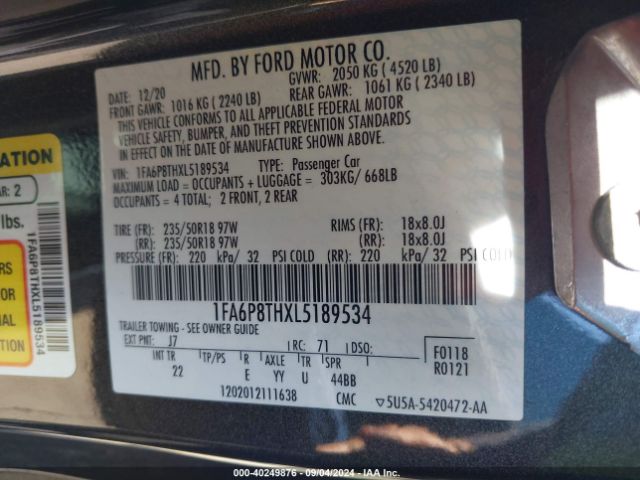 MFD. BY FORD MOTOR CO.
DATE: 12/20 GVWR: 2050 KG ( 4520 LB)
FRONT GAWR: 1016 KG ( 2240 LB) REAR GAWR: 1061 KG ( 2340 LB)
THIS VEHICLE CONFORMS TO ALL APPLICABLE FEDERAL MOTOR
VEHICLE SAFETY, BUMPER, AND THEFT PREVENTION STANDARDS
IN EFFECT ON THE DATE OF MANUFACTURE SHOWN ABOVE.
VIN: 1FA6P8THXL5189534 TYPE: Passenger Car
MAXIMUM LOAD = OCCUPANTS + LUGGAGE = 303KG/ 668LB
OCCUPANTS = 4 TOTAL; 2 FRONT, 2 REAR
TIRE (FR): 235/50R18 97W RIMS (FR): 18x8.0J
(RR): 235/50R18 97W (RR): 18x8.0J
PRESSURE (FR): 220 kPa/ 32 PSI COLD (RR): 220 kPa/ 32 PSI COLD
1FA6P8THXL5189534
TRAILER TOWING - SEE OWNER GUIDE
EXT PNT: J7 RC: 71 DSO:
INT TR TP/PS R AXLE TR SPR
22 E YY U 44BB
F0118
R0121
1202012111638 CMC ▽5U5A-5420472-AA
ATION
AR: 2
lbs.
1FA6P8THXL5189534
ERS
FOR
IAL
TION
000-40249876 - 09/04/2024 - IAA Inc.